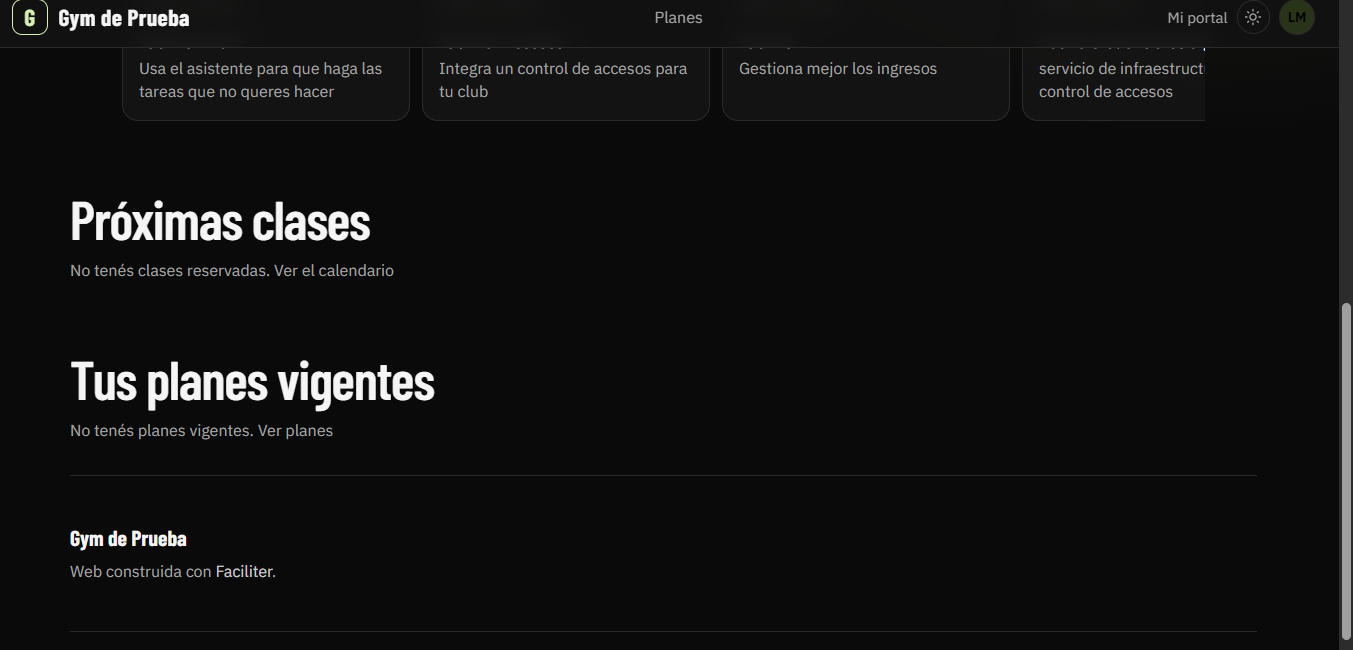 G Gym de Prueba
Planes
Mi portal
LM
Usa el asistente para que haga las
tareas que no queres hacer
Integra un control de accesos para
tu club
Gestiona mejor los ingresos
servicio de infraestruct
control de accesos
Próximas clases
No tenés clases reservadas. Ver el calendario
Tus planes vigentes
No tenés planes vigentes. Ver planes
Gym de Prueba
Web construida con Faciliter.